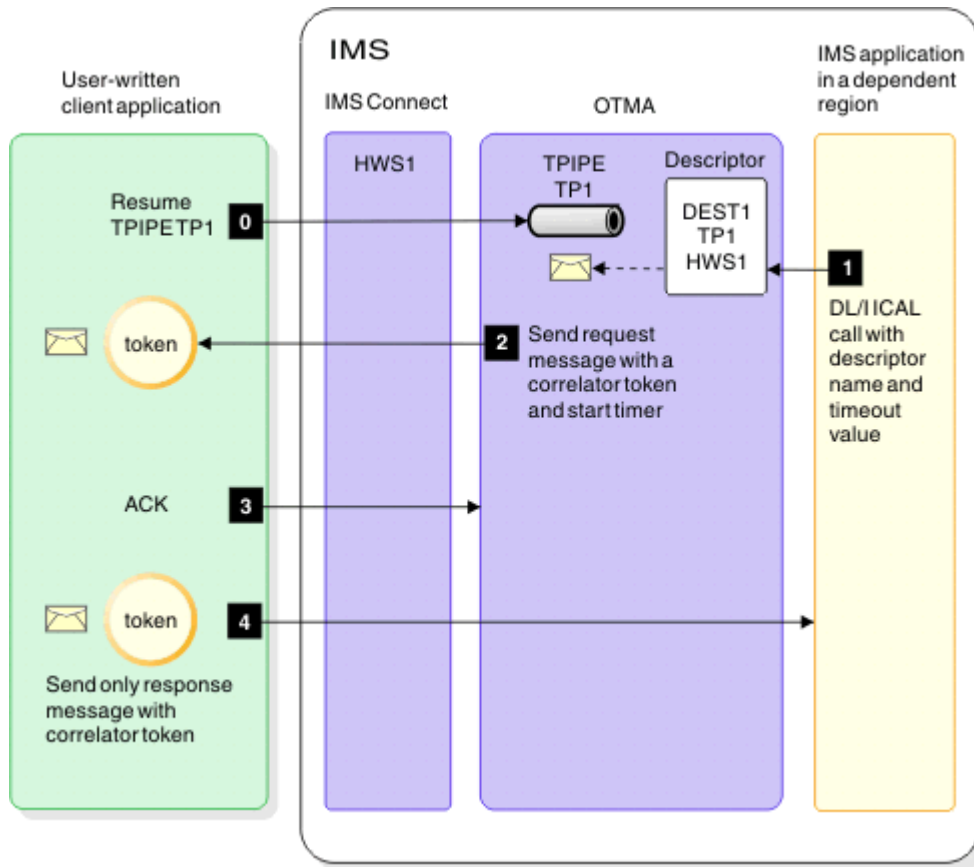 IMS
User-written
client application
IMS Connect
OTMA
IMS application
in a dependent
region
HWS1
TPIPE
TP1
Descriptor
DEST1
TP1
HWS1
Resume
TPIPE TP1
0
1
DL/I ICAL
call with
descriptor
name and
timeout
value
token
2
Send request
message with a
correlator token
and start timer
ACK
3
token
4
Send only response
message with
correlator token